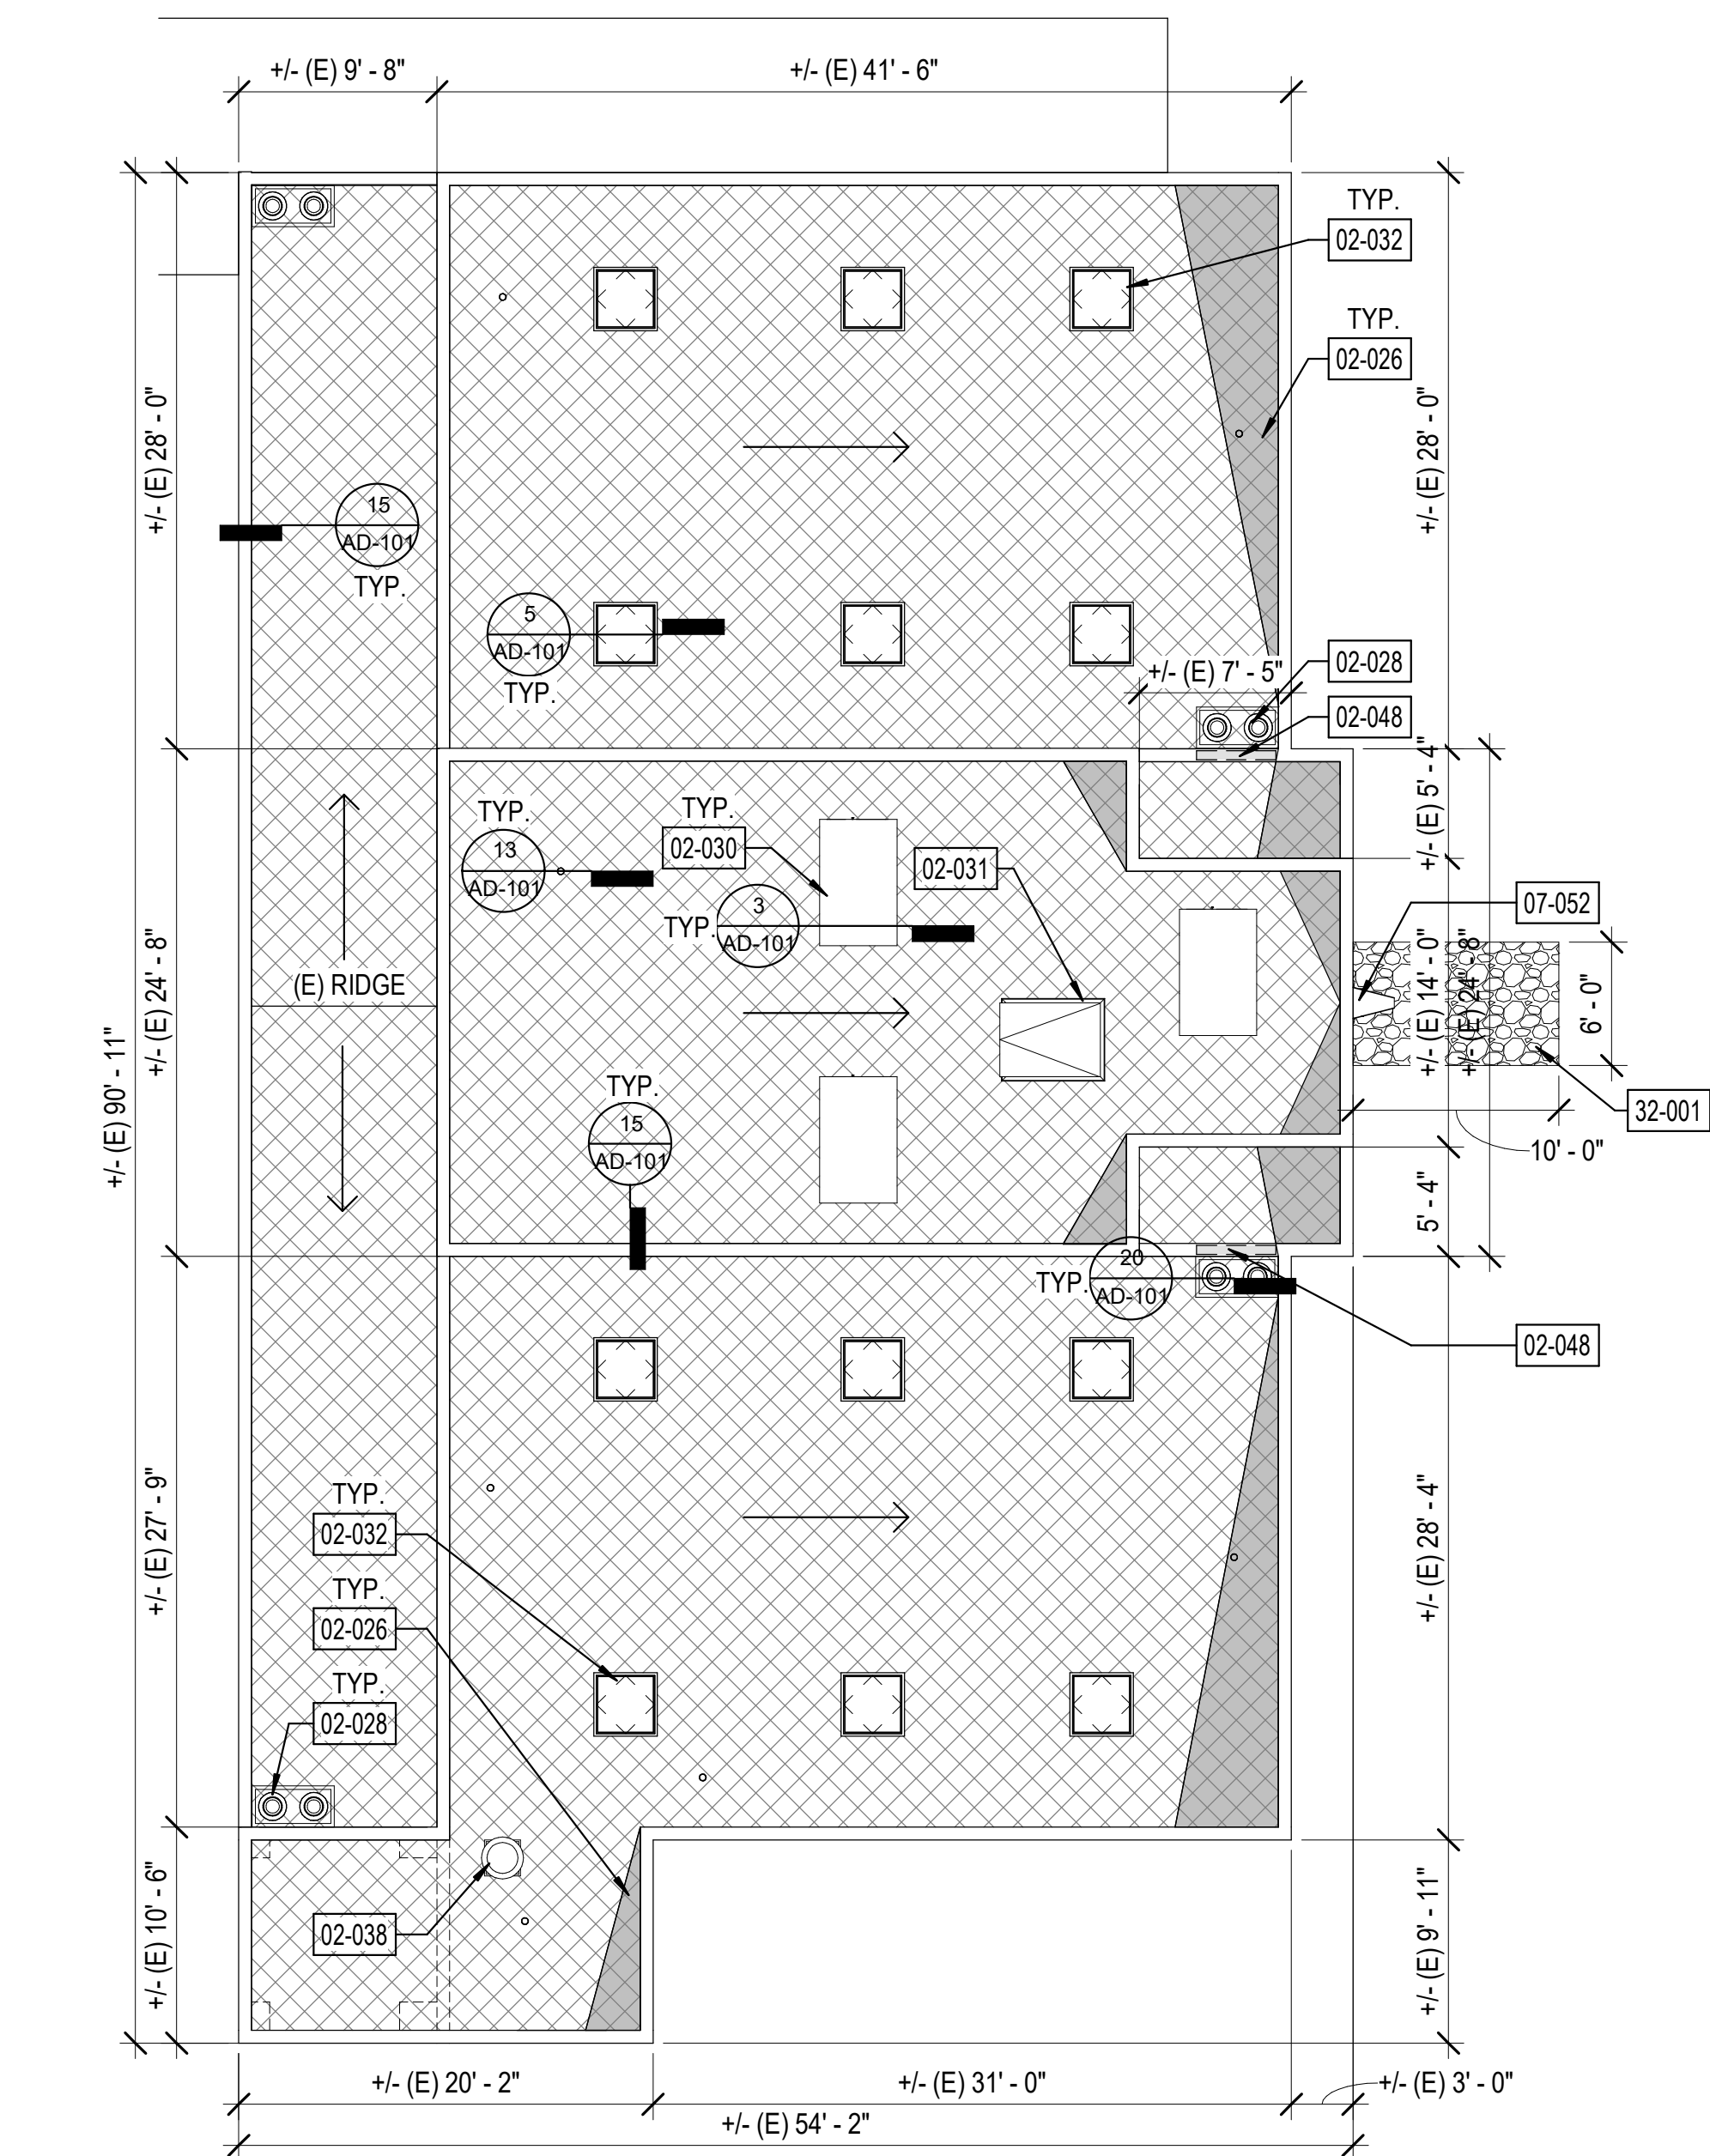 +/- (E) 9' - 8"
+/- (E) 41' - 6"
TYP.
02-032
TYP.
02-026
+/- (E) 28' - 0"
+/- (E) 28' - 0"
15
AD-101
TYP.
5
AD-101
TYP.
+/- (E) 7' - 5"
02-028
02-048
+/- (E) 5' - 4"
TYP.
13
AD-101
TYP.
02-030
02-031
TYP.
3
AD-101
07-052
+/- (E) 24' - 8"
(E) RIDGE
+/- (E) 14' - 0"
+/- (E) 24' - 8"
6' - 0"
32-001
10' - 0"
+/- (E) 90' - 11"
TYP.
15
AD-101
5' - 4"
TYP.
20
AD-101
02-048
+/- (E) 27' - 9"
+/- (E) 28' - 4"
TYP.
02-032
TYP.
02-026
TYP.
02-028
02-038
+/- (E) 10' - 6"
+/- (E) 9' - 11"
+/- (E) 20' - 2"
+/- (E) 31' - 0"
+/- (E) 3' - 0"
+/- (E) 54' - 2"